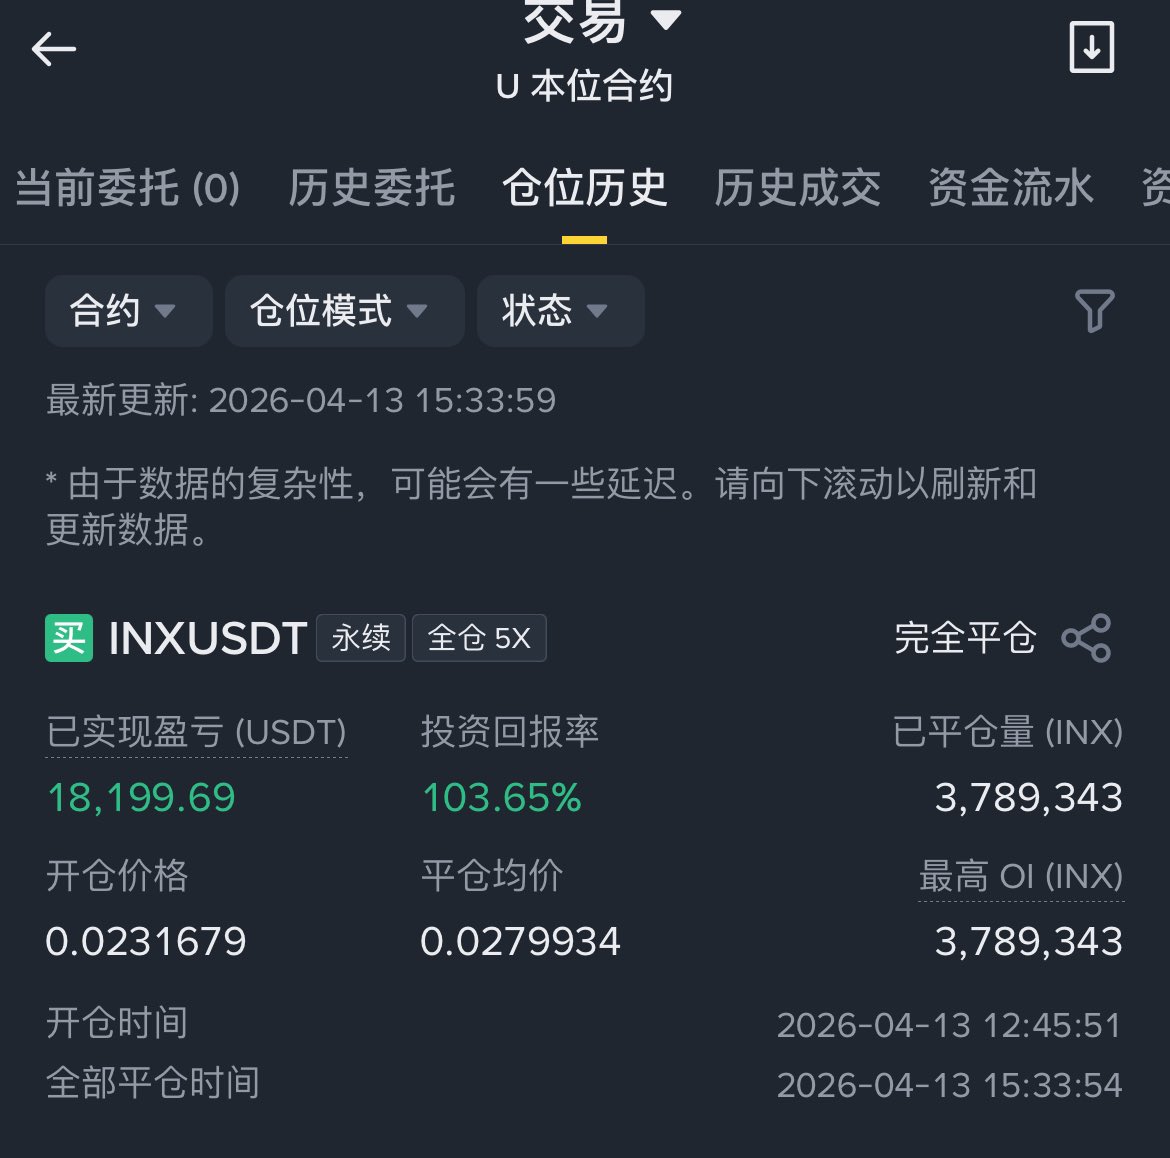 交易
U 本位合约
当前委托 (0) 历史委托 仓位历史 历史成交 资金流水
合约 仓位模式 状态
最新更新: 2026-04-13 15:33:59
* 由于数据的复杂性，可能会有一些延迟。请向下滚动以刷新和
更新数据。
买 INXUSDT 永续 全仓 5X 完全平仓
已实现盈亏 (USDT) 投资回报率 已平仓量 (INX)
18,199.69 103.65% 3,789,343
开仓价格 平仓均价 最高 OI (INX)
0.0231679 0.0279934 3,789,343
开仓时间 2026-04-13 12:45:51
全部平仓时间 2026-04-13 15:33:54